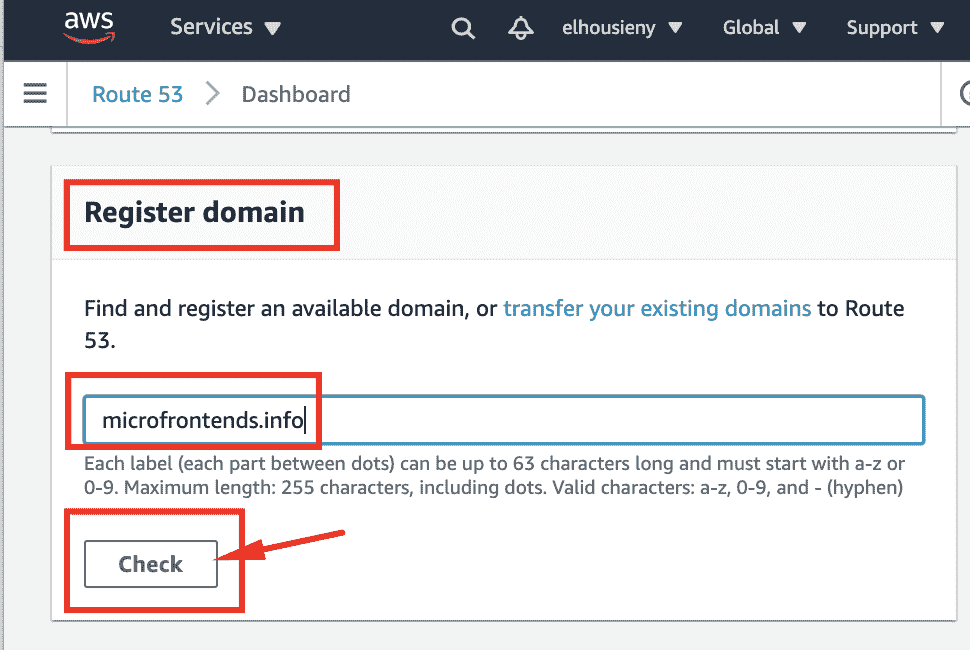 aws Services elhousieny Global Support
Route 53 Dashboard
Register domain
Find and register an available domain, or transfer your existing domains to Route
53.
microfrontends.info
Each label (each part between dots) can be up to 63 characters long and must start with a-z or
0-9. Maximum length: 255 characters, including dots. Valid characters: a-z, 0-9, and - (hyphen)
Check